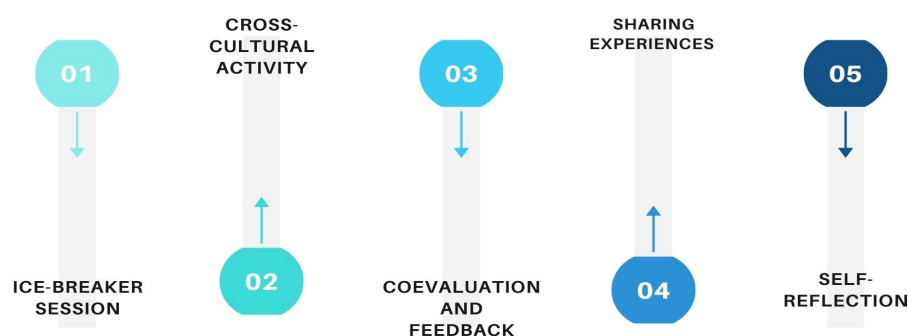 01
ICE-BREAKER
SESSION
CROSS-
CULTURAL
ACTIVITY
02
03
COEVALUATION
AND
FEEDBACK
SHARING
EXPERIENCES
04
05
SELF-
REFLECTION